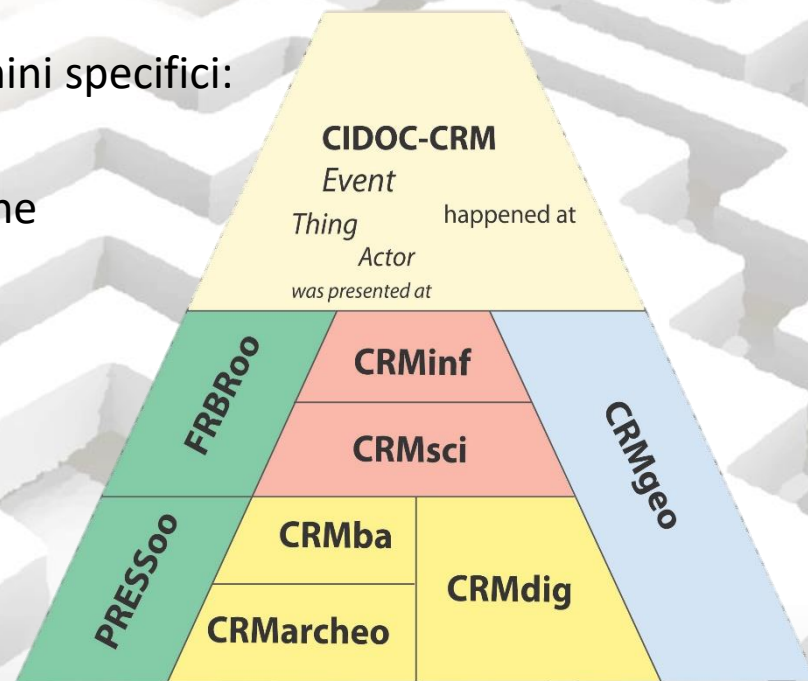 ini specifici:
ne
CIDOC-CRM
Event
Thing
happened at
Actor
was presented at
FRBRoo
CRMinf
CRMsci
CRMgeo
PRESSoo
CRMba
CRMdig
CRMarcheo